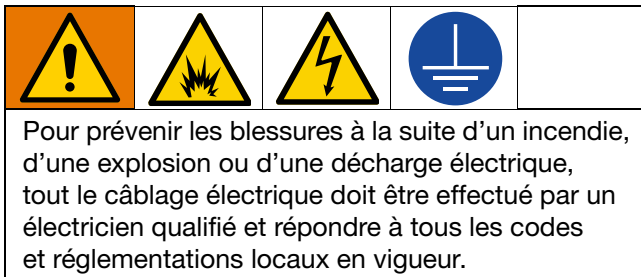 Pour prévenir les blessures à la suite d’un incendie,
d’une explosion ou d’une décharge électrique,
tout le câblage électrique doit être effectué par un
électricien qualifié et répondre à tous les codes
et réglementations locaux en vigueur.